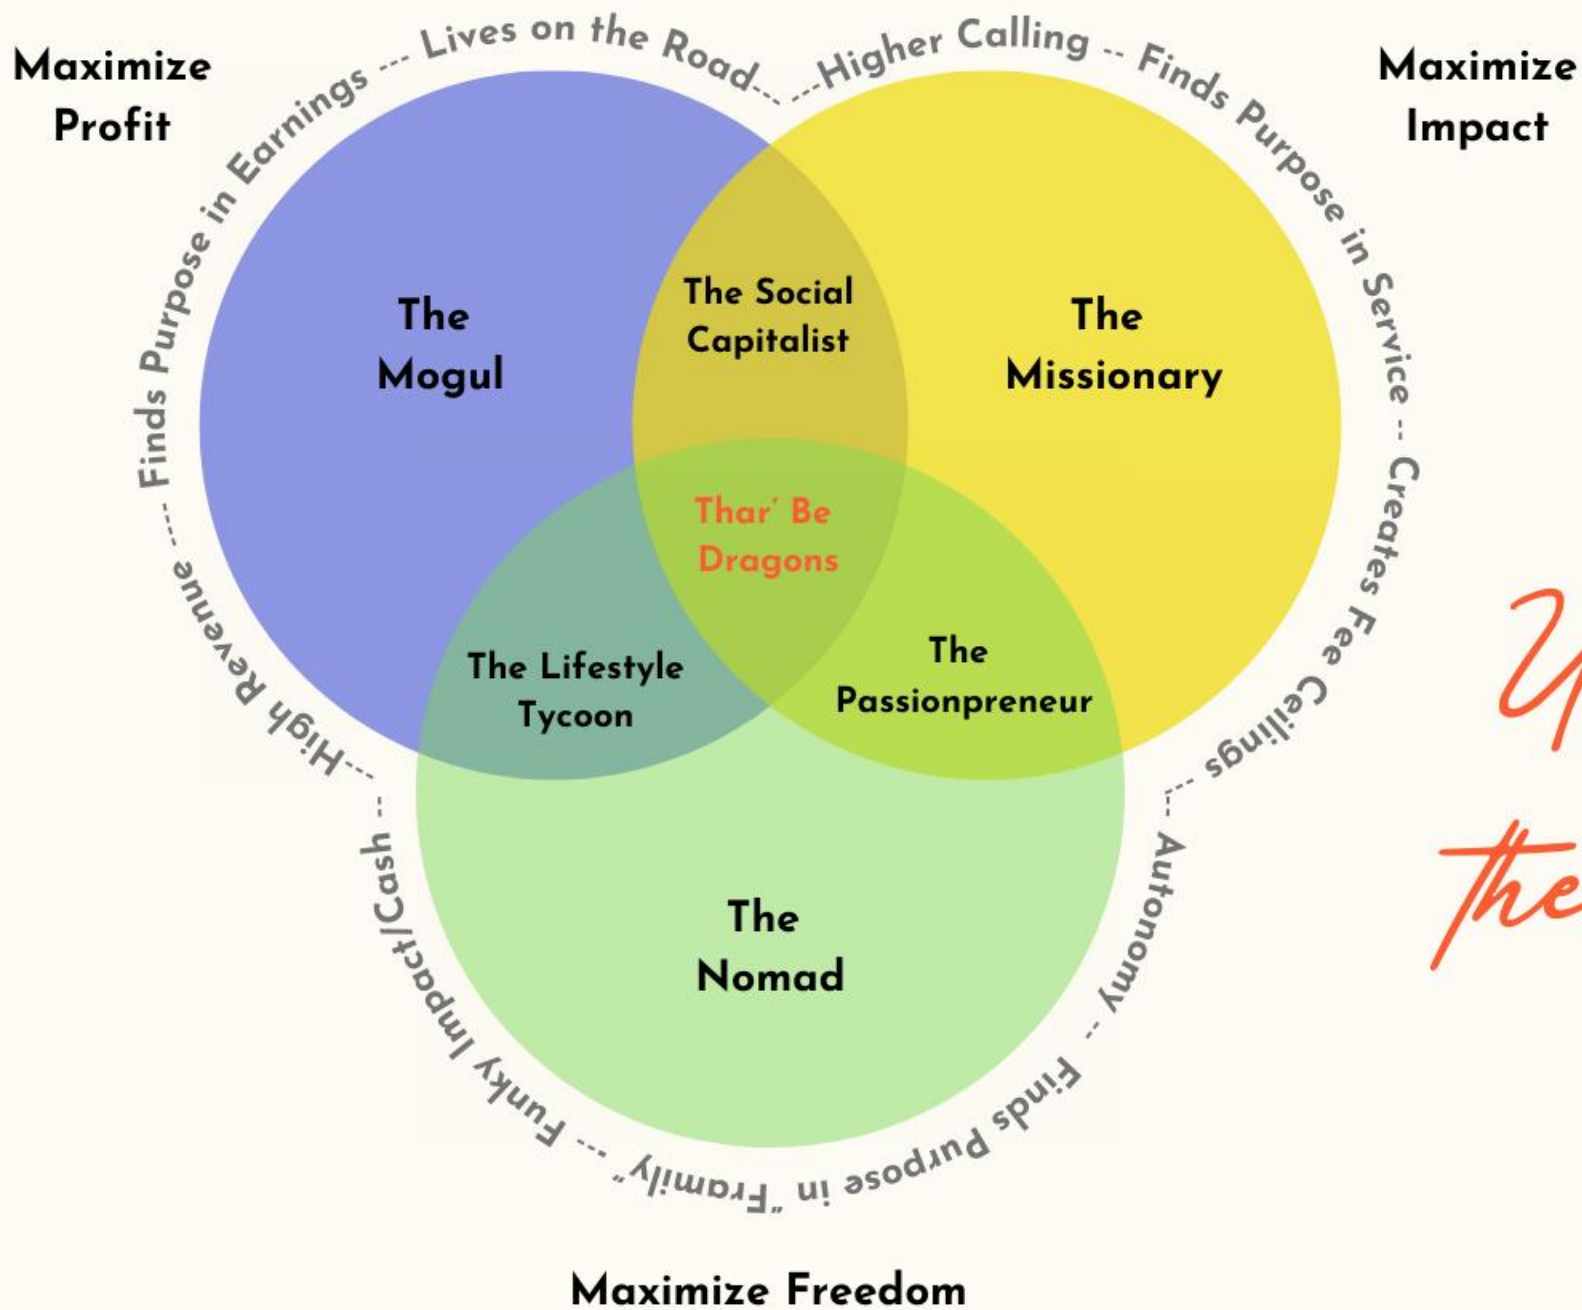 Maximize
Profit
Maximize
Impact
High Revenue ----- Finds Purpose in Earnings --- Lives on the Road
Higher Calling -- Finds Purpose in Service -- Creates Fee Ceilings
The
Mogul
The Social
Capitalist
The
Missionary
Thar' Be
Dragons
The Lifestyle
Tycoon
The
Passionpreneur
The
Nomad
Autonomy -- Finds Purpose in "Framily" --- Funky Impact/Cash
the
Maximize Freedom